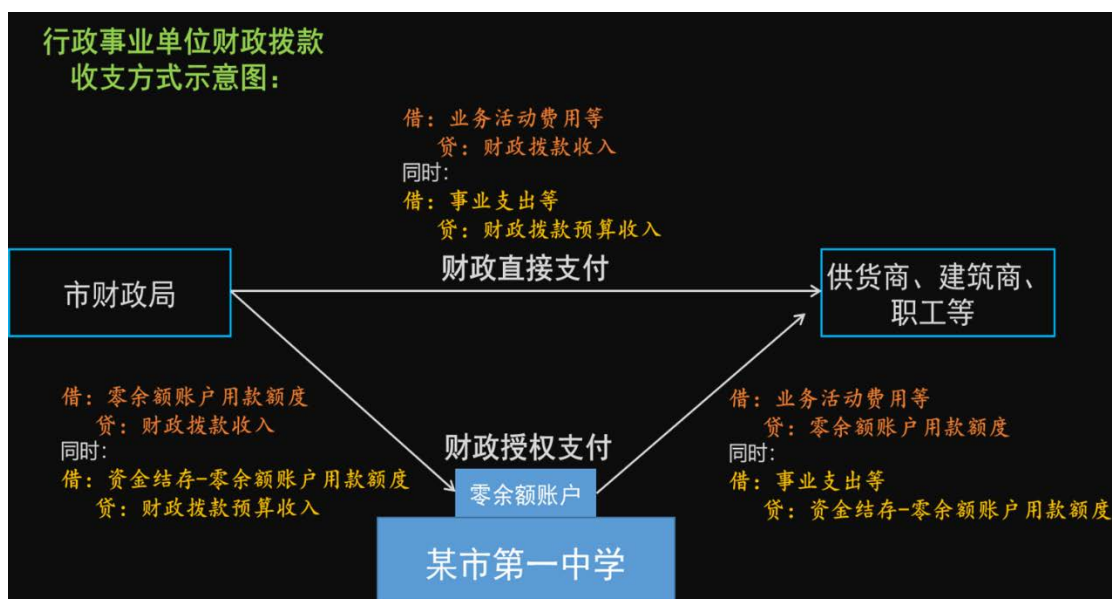 行政事业单位财政拨款
收支方式示意图：
借：业务活动费用等
贷：财政拨款收入
同时：
借：事业支出等
贷：财政拨款预算收入
财政直接支付
市财政局
供货商、建筑商、
职工等
借：零余额账户用款额度
贷：财政拨款收入
同时：
借：资金结存-零余额账户用款额度
贷：财政拨款预算收入
财政授权支付
零余额账户
某市第一中学
借：业务活动费用等
贷：零余额账户用款额度
同时：
借：事业支出等
贷：资金结存-零余额账户用款额度